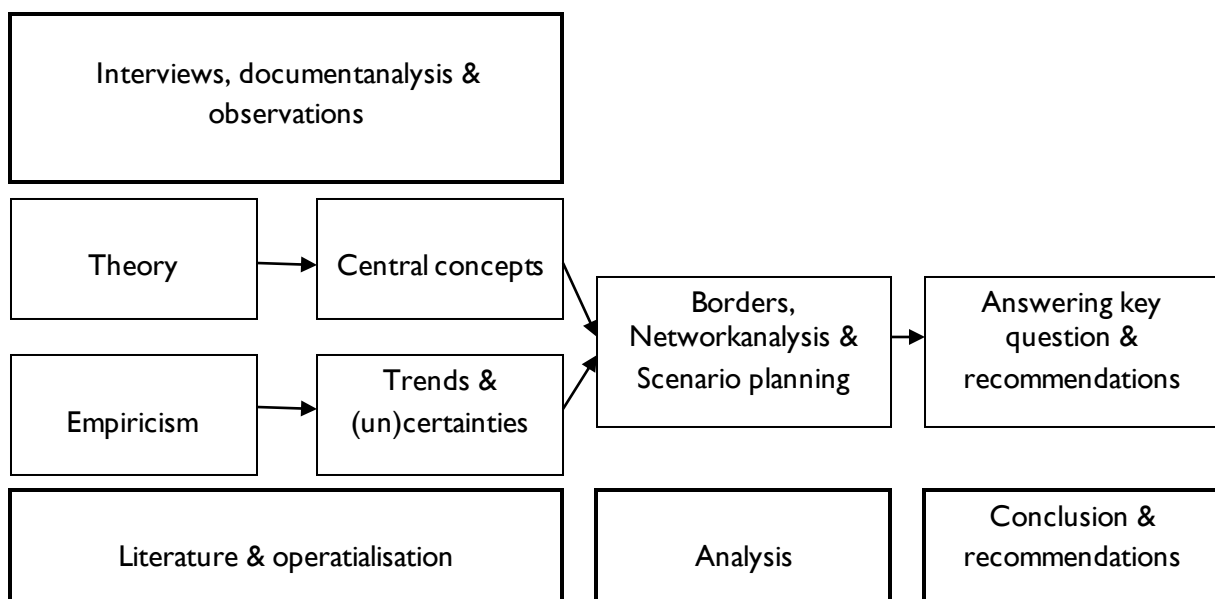 Interviews, documentanalysis &
observations
Theory
Central concepts
Empiricism
Trends &
(un)certainties
Borders,
Networkanalysis &
Scenario planning
Answering key
question &
recommendations
Literature & operatialisation
Analysis
Conclusion &
recommendations